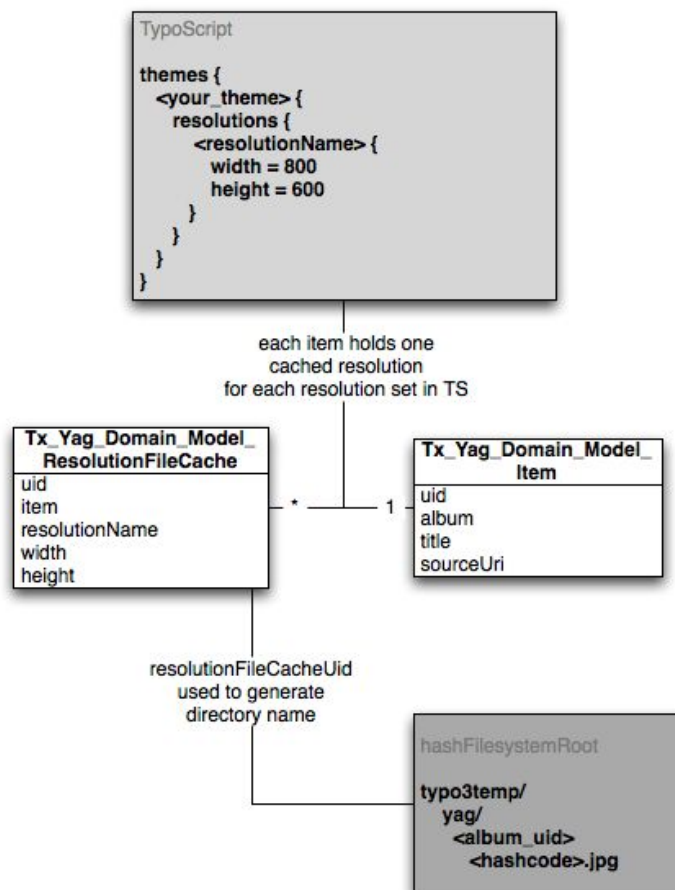 TypoScript
themes {
<your_theme> {
resolutions {
<resolutionName> {
width = 800
height = 600
}
}
}
}
each item holds one
cached resolution
for each resolution set in TS
Tx_Yag_Domain_Model_
ResolutionFileCache
uid
item
resolutionName
width
height
*
1
Tx_Yag_Domain_Model_
Item
uid
album
title
sourceUri
resolutionFileCacheUid
used to generate
directory name
hashFilesystemRoot
typo3temp/
yag/
<album_uid>
<hashcode>.jpg